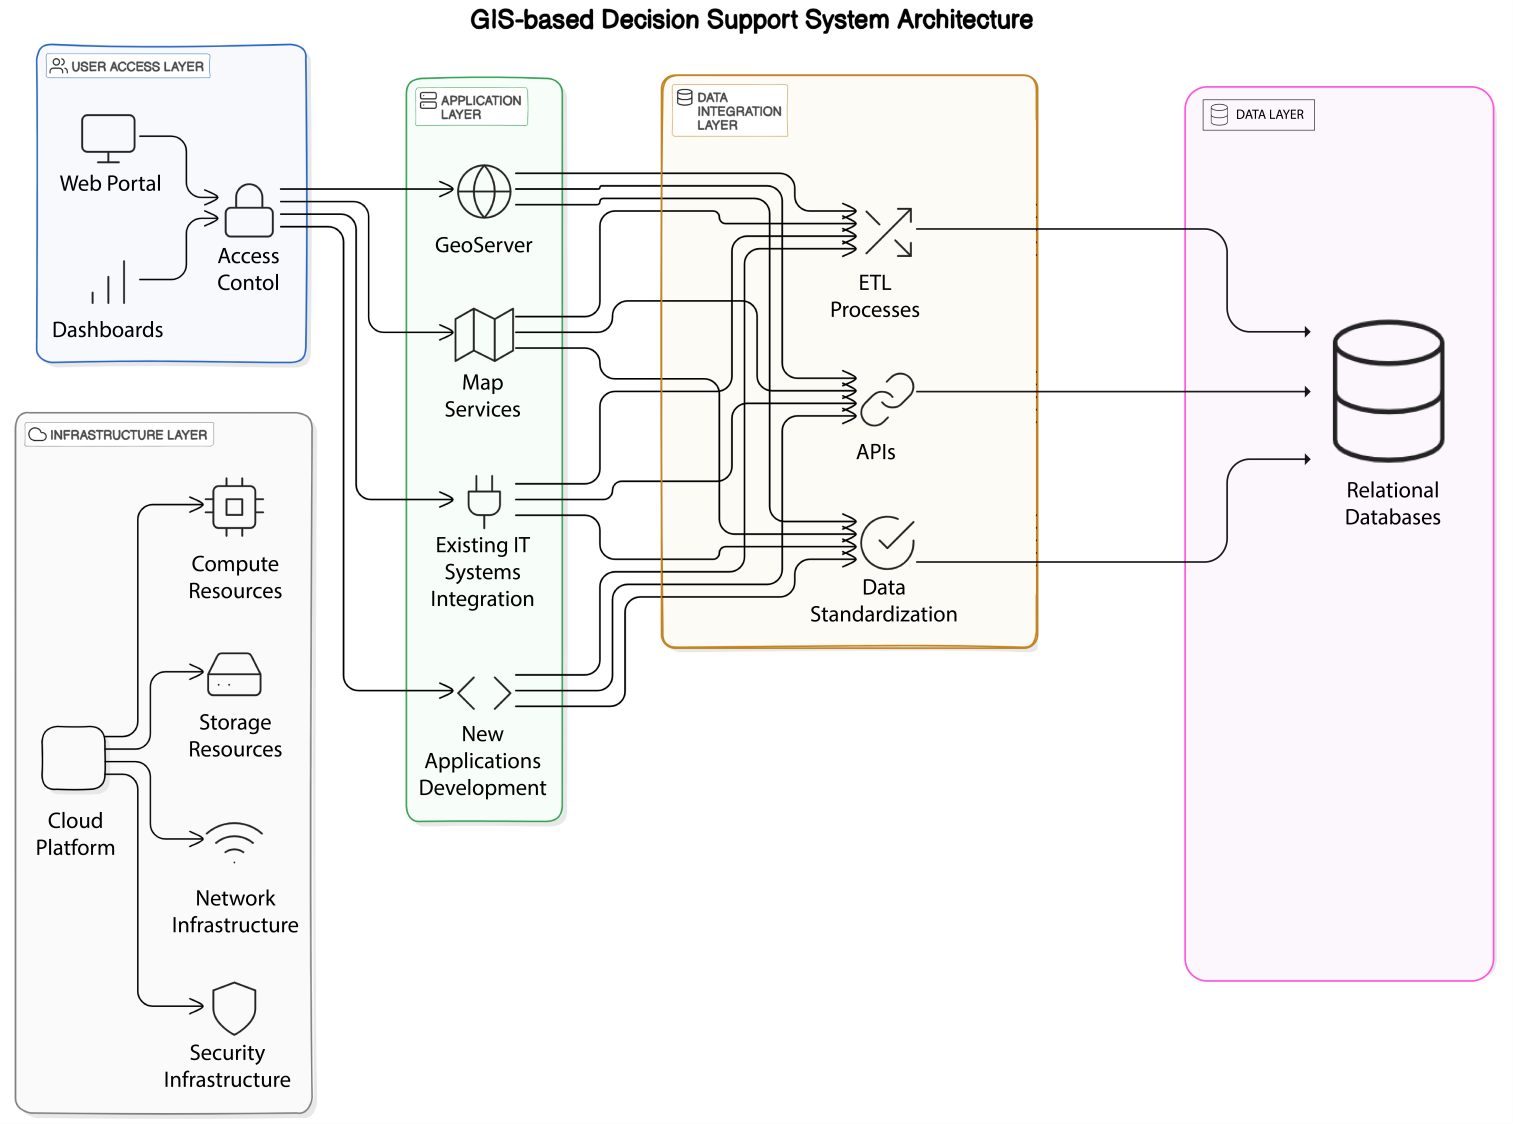 GIS-based Decision Support System Architecture
USER ACCESS LAYER
Web Portal
Access
Contol
Dashboards
INFRASTRUCTURE LAYER
Compute
Resources
Storage
Resources
Cloud
Platform
Network
Infrastructure
Security
Infrastructure
APPLICATION
LAYER
GeoServer
Map
Services
Existing IT
Systems
Integration
New
Applications
Development
DATA
INTEGRATION
LAYER
ETL
Processes
APIs
Data
Standardization
DATA LAYER
Relational
Databases